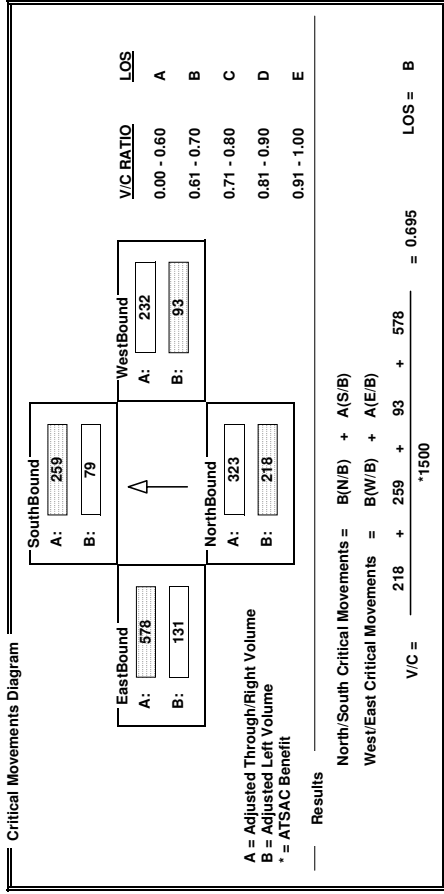 Critical Movements Diagram
SouthBound
A: 259
B: 79
EastBound
A: 578
B: 131
WestBound
A: 232
B: 93
NorthBound
A: 323
B: 218
V/C RATIO LOS
0.00 - 0.60 A
0.61 - 0.70 B
0.71 - 0.80 C
0.81 - 0.90 D
0.91 - 1.00 E
A = Adjusted Through/Right Volume
B = Adjusted Left Volume
* = ATSAC Benefit
Results
North/South Critical Movements = B(N/B) + A(S/B)
West/East Critical Movements = B(W/B) + A(E/B)
V/C = 218 + 259 + 93 + 578 = 0.695 LOS = B
*1500